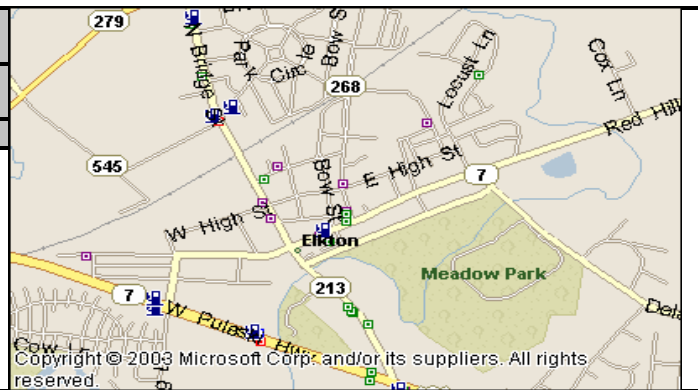 279
N Bridge
Park
Circle
Bow S
268
Locust Ln
Cox Ln
Red Hill
545
Bow St
E High St
7
W High St
Elkton
Meadow Park
213
7
W Pulaski Hwy
Dela
Cow
Copyright © 2003 Microsoft Corp. and/or its suppliers. All rights
reserved.